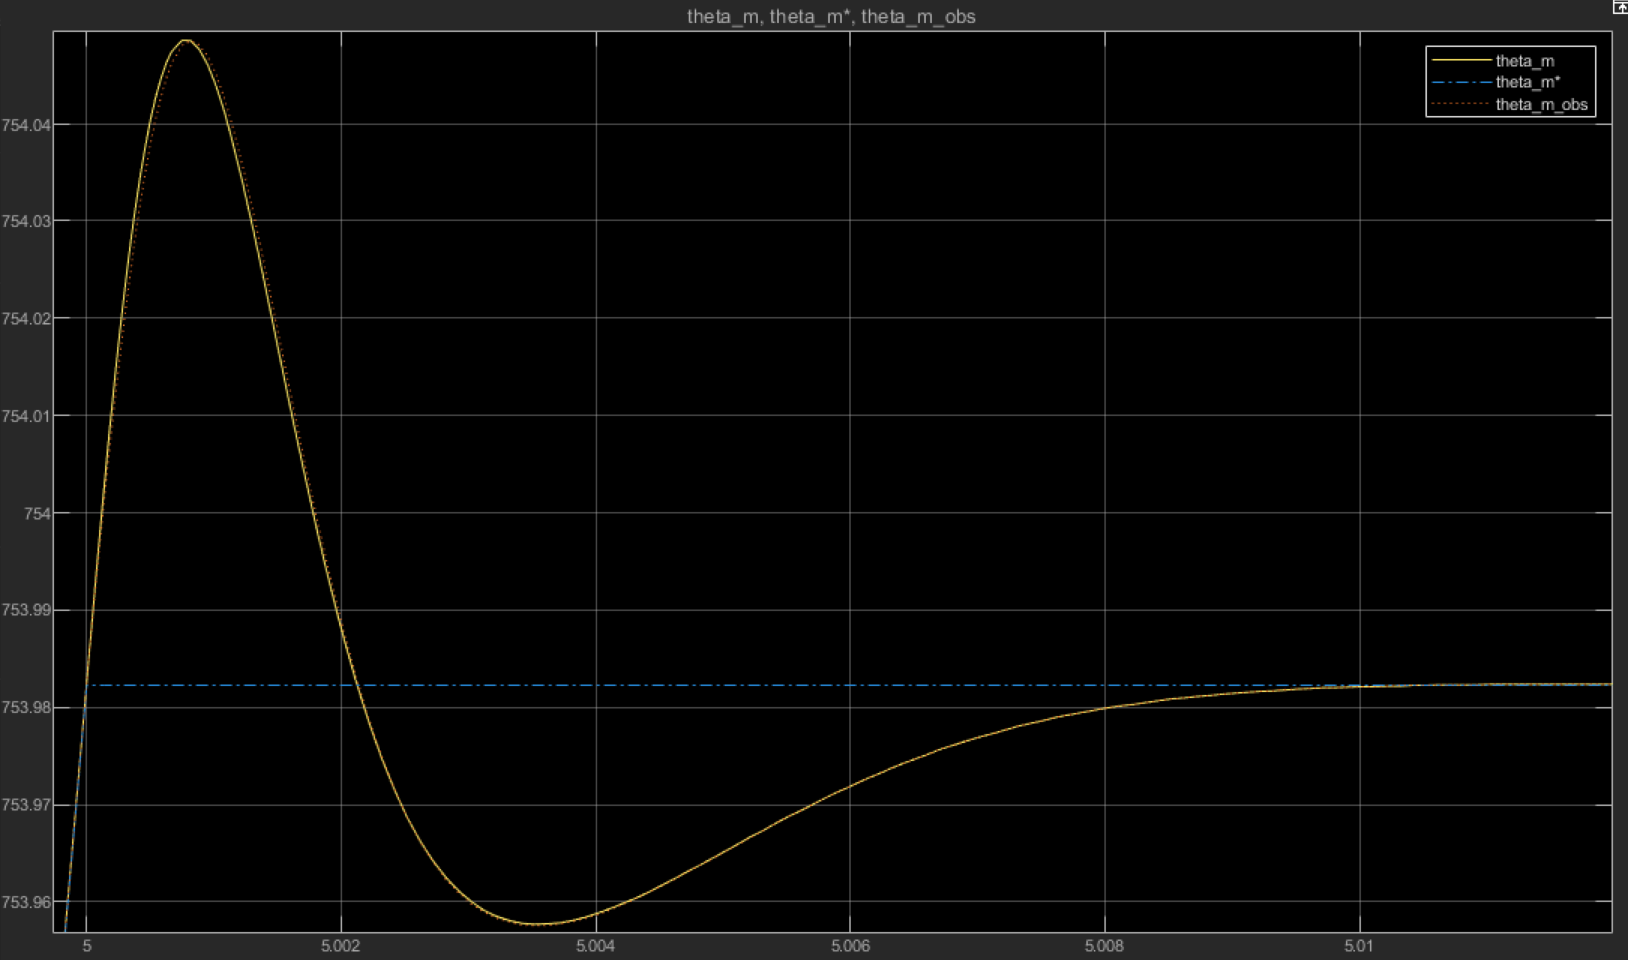 theta_m, theta_m*, theta_m_obs
theta_m
theta_m*
theta_m_obs
754.04
754.03
754.02
754.01
754
753.99
753.98
753.97
753.96
5 5.002 5.004 5.006 5.008 5.01